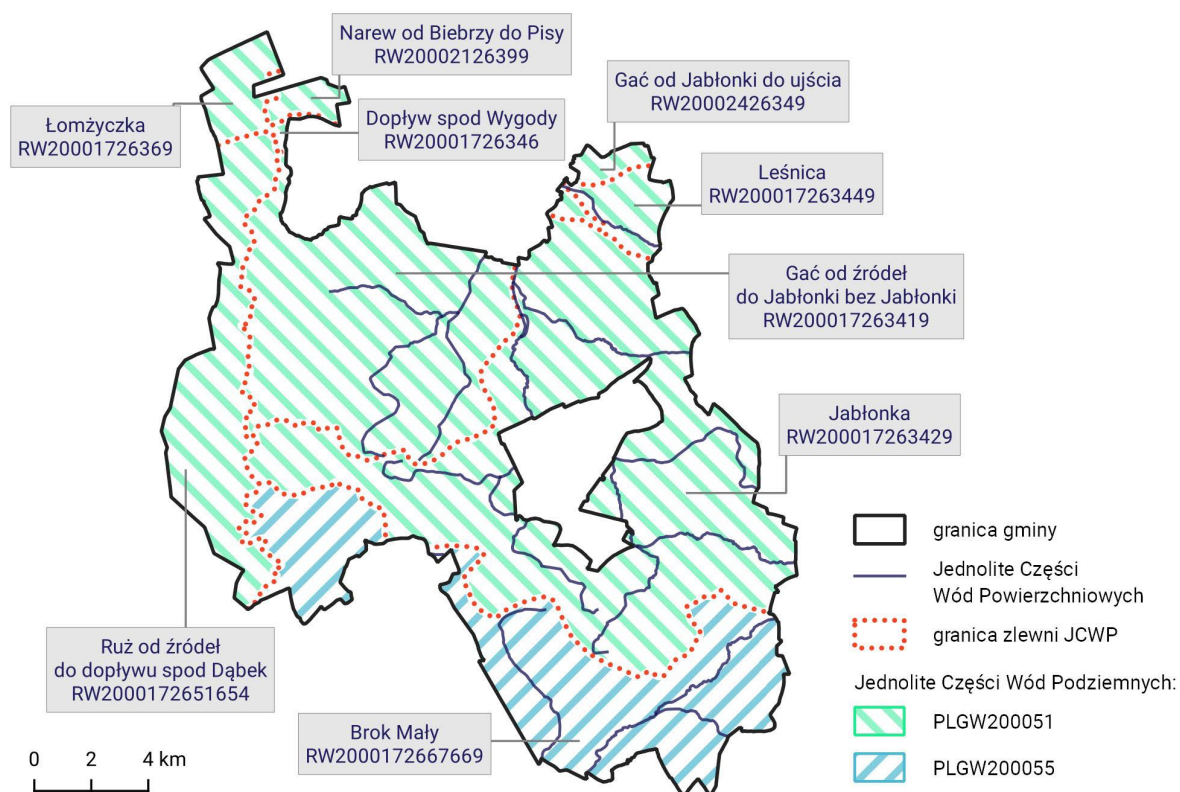 Narew od Biebrzy do Pisy
RW20002126399
Gać od Jabłonki do ujścia
RW20002426349
Łomżyczka
RW20001726369
Dopływ spod Wygody
RW20001726346
Leśnica
RW200017263449
Gać od źródeł
do Jabłonki bez Jabłonki
RW200017263419
Jabłonka
RW200017263429
Ruż od źródeł
do dopływu spod Dąbek
RW2000172651654
Brok Mały
RW2000172667669
0 2 4 km
granica gminy
Jednolite Części
Wód Powierzchniowych
granica zlewni JCWP
Jednolite Części Wód Podziemnych:
PLGW200051
PLGW200055